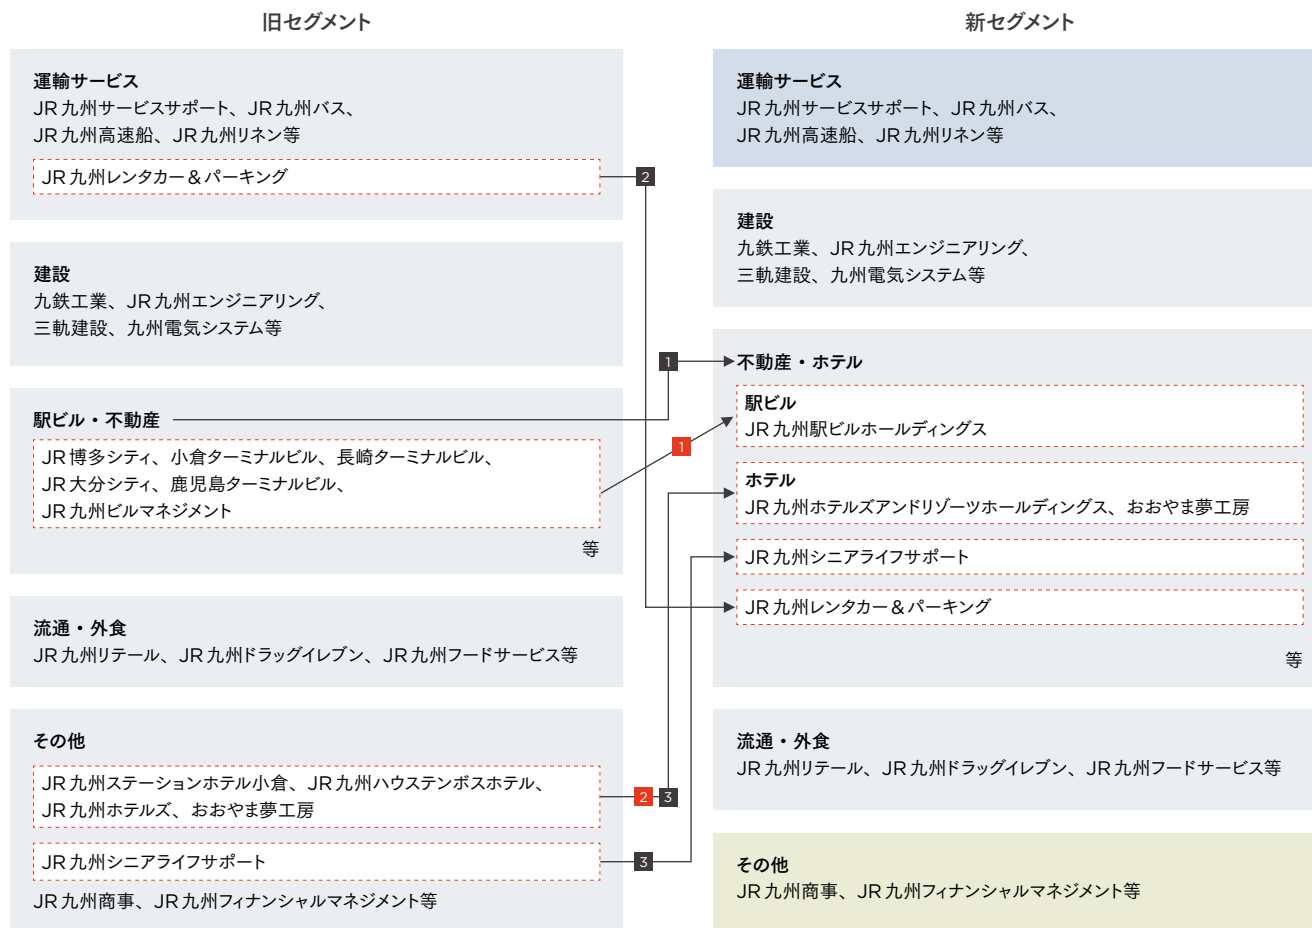 旧セグメント
運輸サービス
JR九州サービスサポート、JR九州バス、
JR九州高速船、JR九州リネン等
JR九州レンタカー&パーキング
2
建設
九鉄工業、JR九州エンジニアリング、
三軌建設、九州電気システム等
1
駅ビル・不動産
1
JR博多シティ、小倉ターミナルビル、長崎ターミナルビル、
JR大分シティ、鹿児島ターミナルビル、
JR九州ビルマネジメント
等
流通・外食
JR九州リテール、JR九州ドラッグイレブン、JR九州フードサービス等
その他
JR九州ステーションホテル小倉、JR九州ハウステンボスホテル、
JR九州ホテルズ、おおやま夢工房
2 3
JR九州シニアライフサポート
3
JR九州商事、JR九州フィナンシャルマネジメント等
新セグメント
運輸サービス
JR九州サービスサポート、JR九州バス、
JR九州高速船、JR九州リネン等
建設
九鉄工業、JR九州エンジニアリング、
三軌建設、九州電気システム等
不動産・ホテル
駅ビル
JR九州駅ビルホールディングス
ホテル
JR九州ホテルズアンドリゾーツホールディングス、おおやま夢工房
JR九州シニアライフサポート
JR九州レンタカー&パーキング
等
流通・外食
JR九州リテール、JR九州ドラッグイレブン、JR九州フードサービス等
その他
JR九州商事、JR九州フィナンシャルマネジメント等